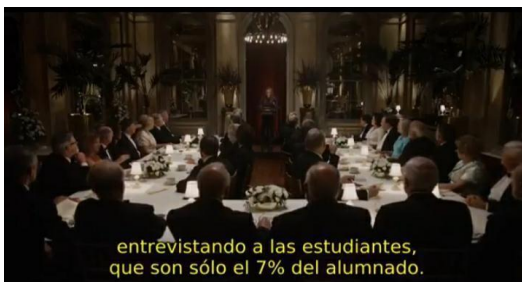 entrevistando a las estudiantes,
que son sólo el 7% del alumnado.